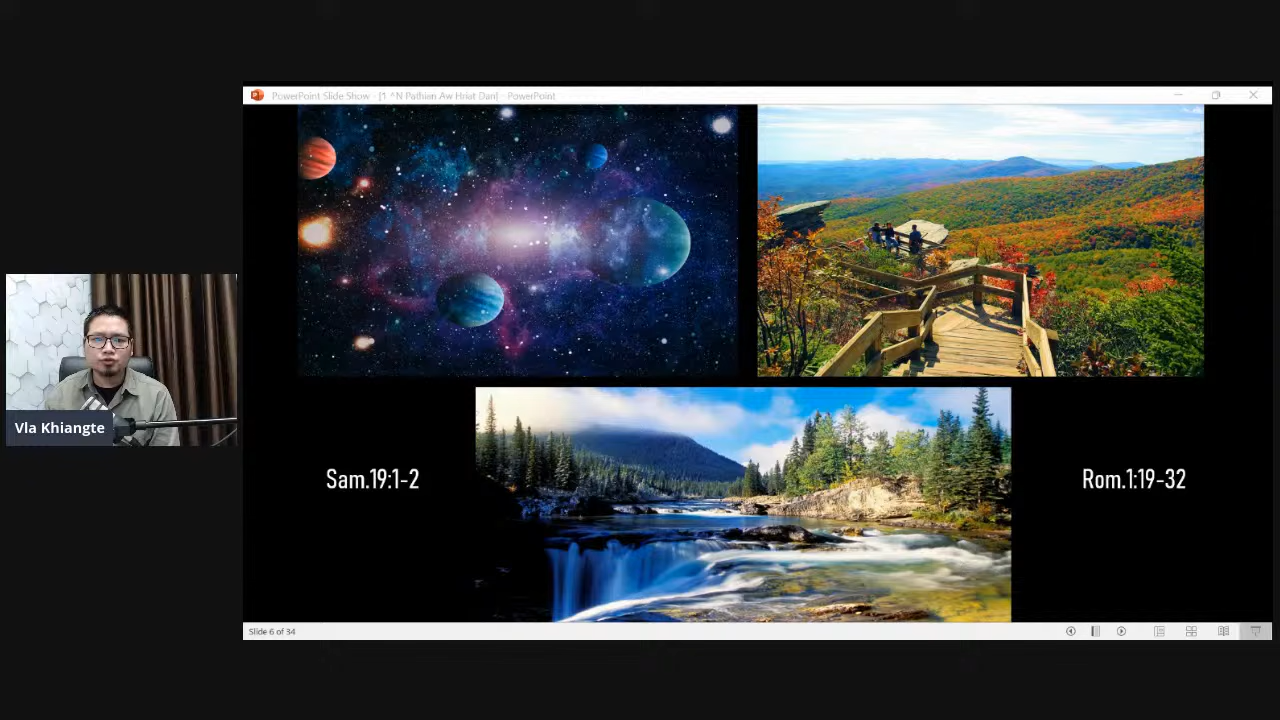 PowerPoint Slide Show - [1 ^N Pathian Aw Hriat Dan] - PowerPoint
Vla Khiangte
Sam.19:1-2
Rom.1:19-32
Slide 6 of 34